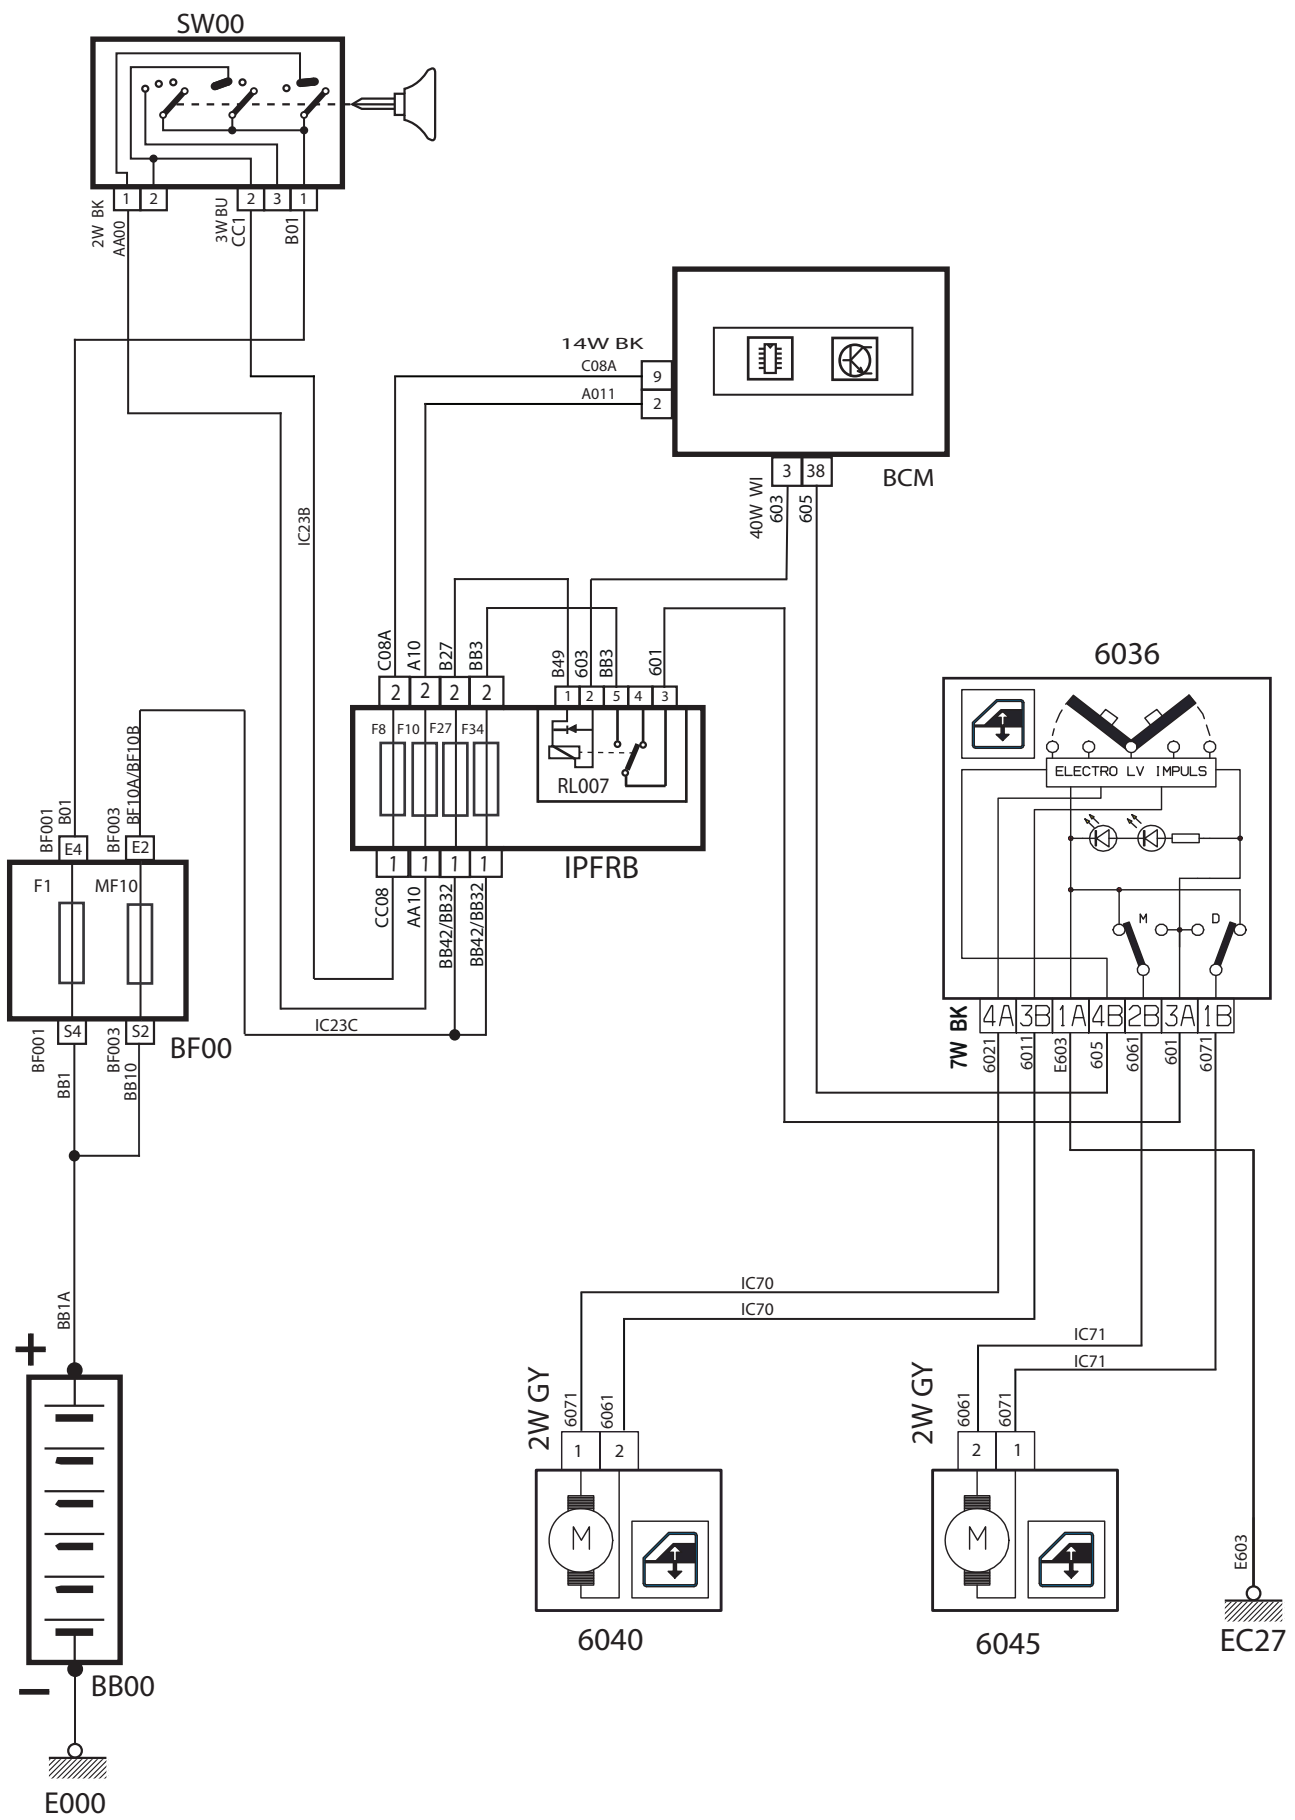 SW00
1 2 2 3 1
2W BK
AA00
3W BU
CC1
B01
14W BK
C08A
9
A011
2
BCM
3 38
40W WI
603
605
IC23B
C08A
A10
B27
BB3
B49
603
BB3
601
2 2 2 2
1 2 5 4 3
F8 F10 F27 F34
RL007
1 1 1 1
IPFRB
CC08
AA10
BB42/BB32
BB42/BB32
IC23C
6036
ELECTRO LV IMPULS
M D
4A 3B 1A 4B 2B 3A 1B
7W BK
6021
6011
E603
605
6061
601
6071
BF001
B01
BF003
BF10A/BF10B
E4 E2
F1 MF10
S4 S2
BF00
BF001
BB1
BF003
BB10
BB1A
+
−
BB00
E000
IC70
IC70
IC71
IC71
2W GY
6071
6061
1 2
M
6040
2W GY
6061
6071
2 1
M
6045
E603
EC27